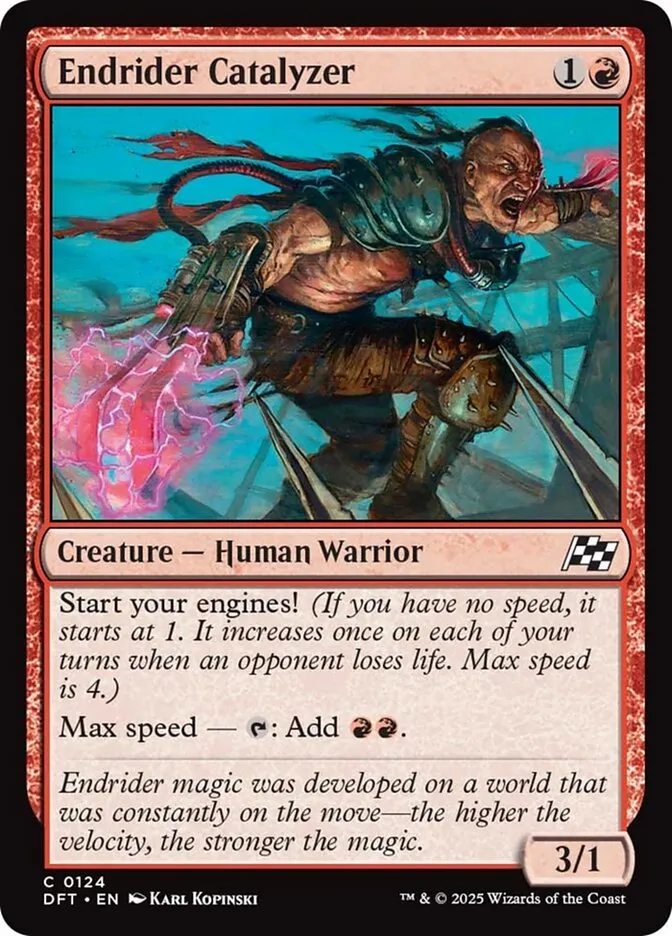 Endrider Catalyzer 1
Creature — Human Warrior
Start your engines! (If you have no speed, it
starts at 1. It increases once on each of your
turns when an opponent loses life. Max speed
is 4.)
Max speed — : Add .
Endrider magic was developed on a world that
was constantly on the move—the higher the
velocity, the stronger the magic.
3/1
C 0124
DFT • EN Karl Kopinski
™ & © 2025 Wizards of the Coast